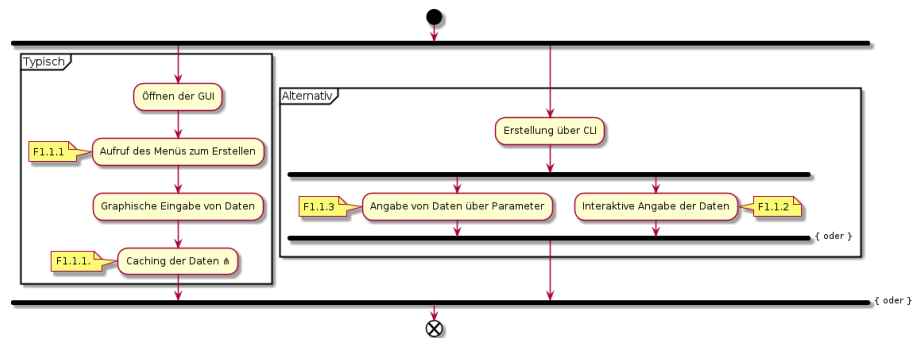 Typisch
Öffnen der GUI
F1.1.1
Aufruf des Menüs zum Erstellen
Graphische Eingabe von Daten
F1.1.1.
Caching der Daten ⋔
Alternativ
Erstellung über CLI
F1.1.3
Angabe von Daten über Parameter
Interaktive Angabe der Daten
F1.1.2
{ oder }
{ oder }